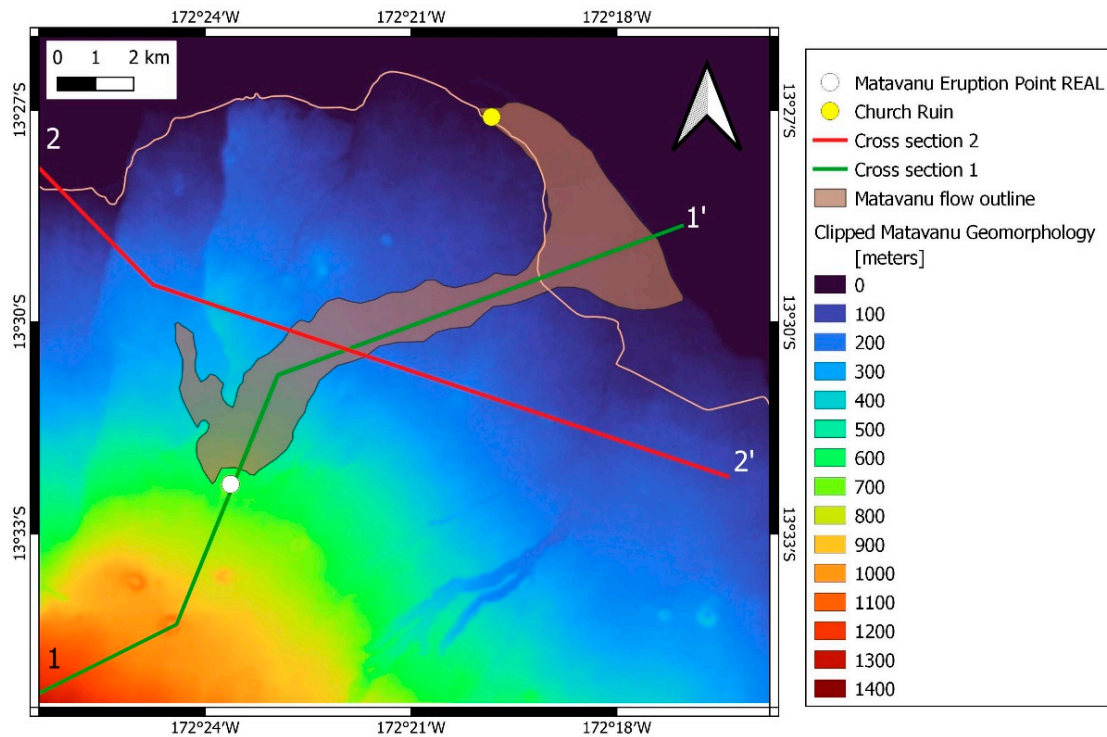 172°24'W 172°21'W 172°18'W
0 1 2 km
13°27'S
13°27'S
2
1'
13°30'S
13°30'S
2'
13°33'S
13°33'S
1
172°24'W 172°21'W 172°18'W
Matavanu Eruption Point REAL
Church Ruin
Cross section 2
Cross section 1
Matavanu flow outline
Clipped Matavanu Geomorphology
[meters]
0
100
200
300
400
500
600
700
800
900
1000
1100
1200
1300
1400